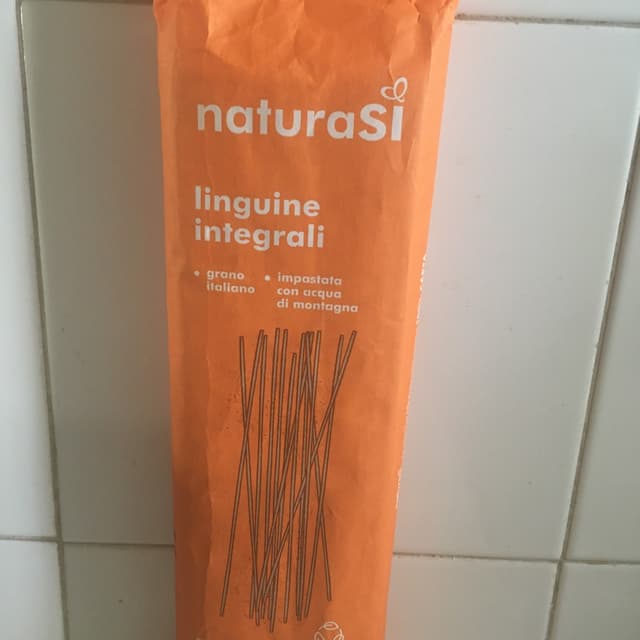 naturasì
linguine
integrali
• grano
italiano
• impastata
con acqua
di montagna